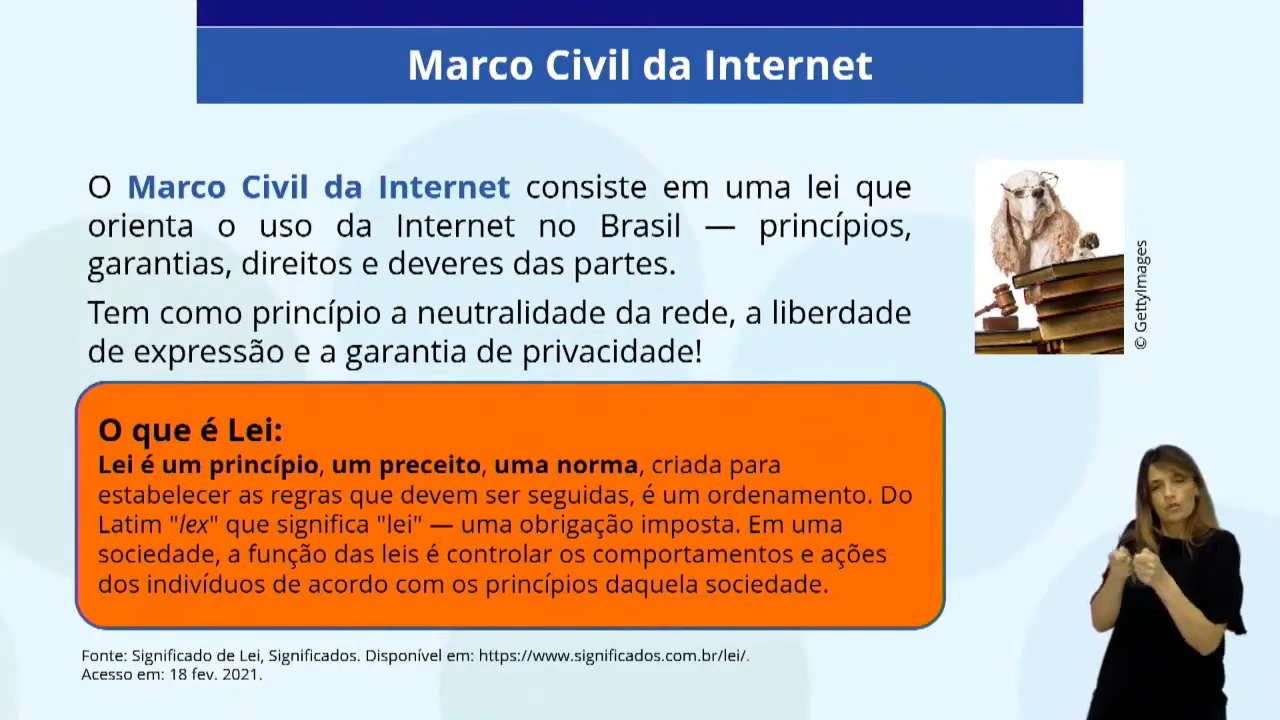 Marco Civil da Internet
O Marco Civil da Internet consiste em uma lei que
orienta o uso da Internet no Brasil — princípios,
garantias, direitos e deveres das partes.
Tem como princípio a neutralidade da rede, a liberdade
de expressão e a garantia de privacidade!
© GettyImages
O que é Lei:
Lei é um princípio, um preceito, uma norma, criada para
estabelecer as regras que devem ser seguidas, é um ordenamento. Do
Latim "lex" que significa "lei" — uma obrigação imposta. Em uma
sociedade, a função das leis é controlar os comportamentos e ações
dos indivíduos de acordo com os princípios daquela sociedade.
Fonte: Significado de Lei, Significados. Disponível em: https://www.significados.com.br/lei/.
Acesso em: 18 fev. 2021.